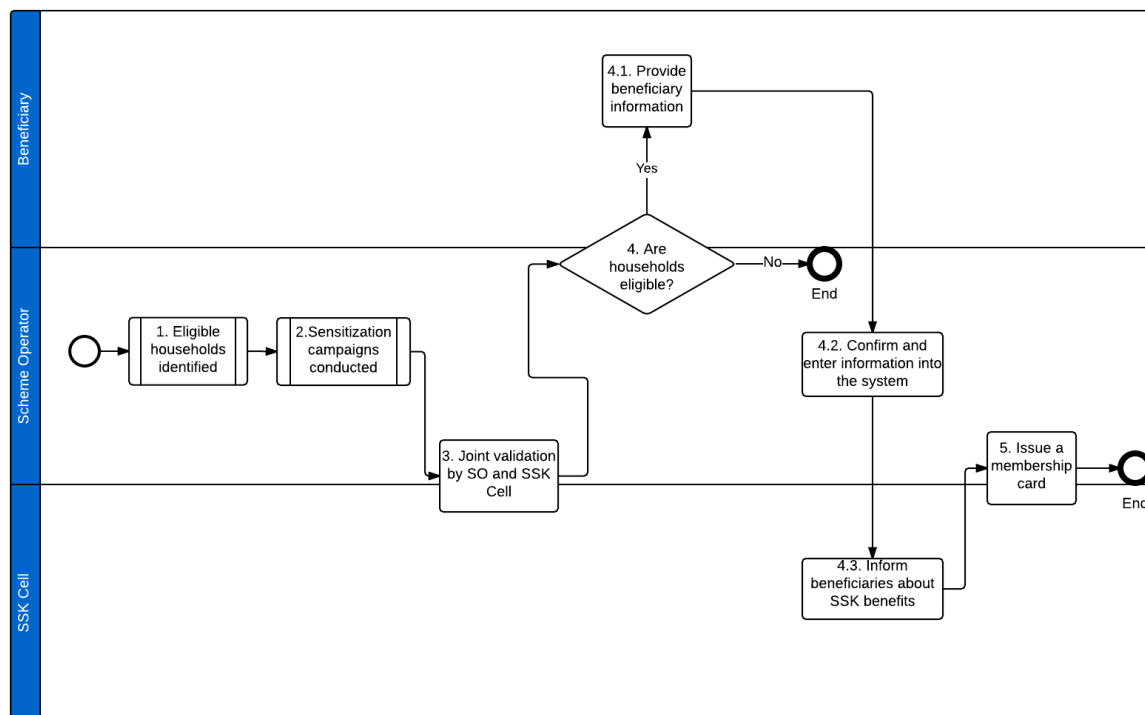 Beneficiary
4.1. Provide
beneficiary
information
Yes
Scheme Operator
4. Are
households
eligible?
No
End
1. Eligible
households
identified
2.Sensitization
campaigns
conducted
4.2. Confirm and
enter information into
the system
3. Joint validation
by SO and SSK
Cell
5. Issue a
membership
card
End
SSK Cell
4.3. Inform
beneficiaries about
SSK benefits